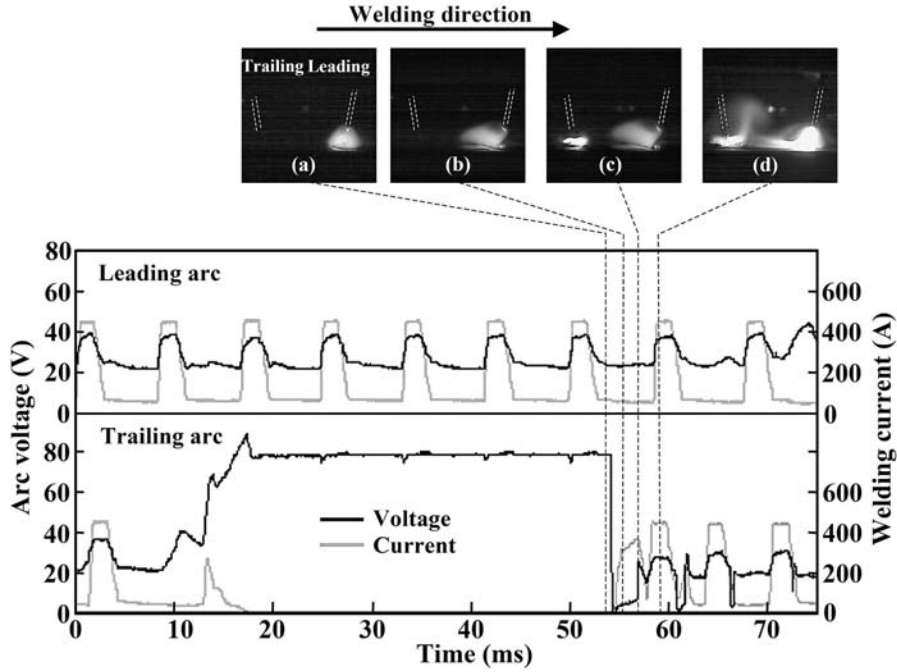 Welding direction
Trailing Leading
(a)
(b)
(c)
(d)
80
Leading arc
60
600
40
400
20
200
0
0
Trailing arc
80
60
600
Voltage
40
400
Current
20
200
0
0
0 10 20 30 40 50 60 70
Time (ms)
Arc voltage (V)
Welding current (A)